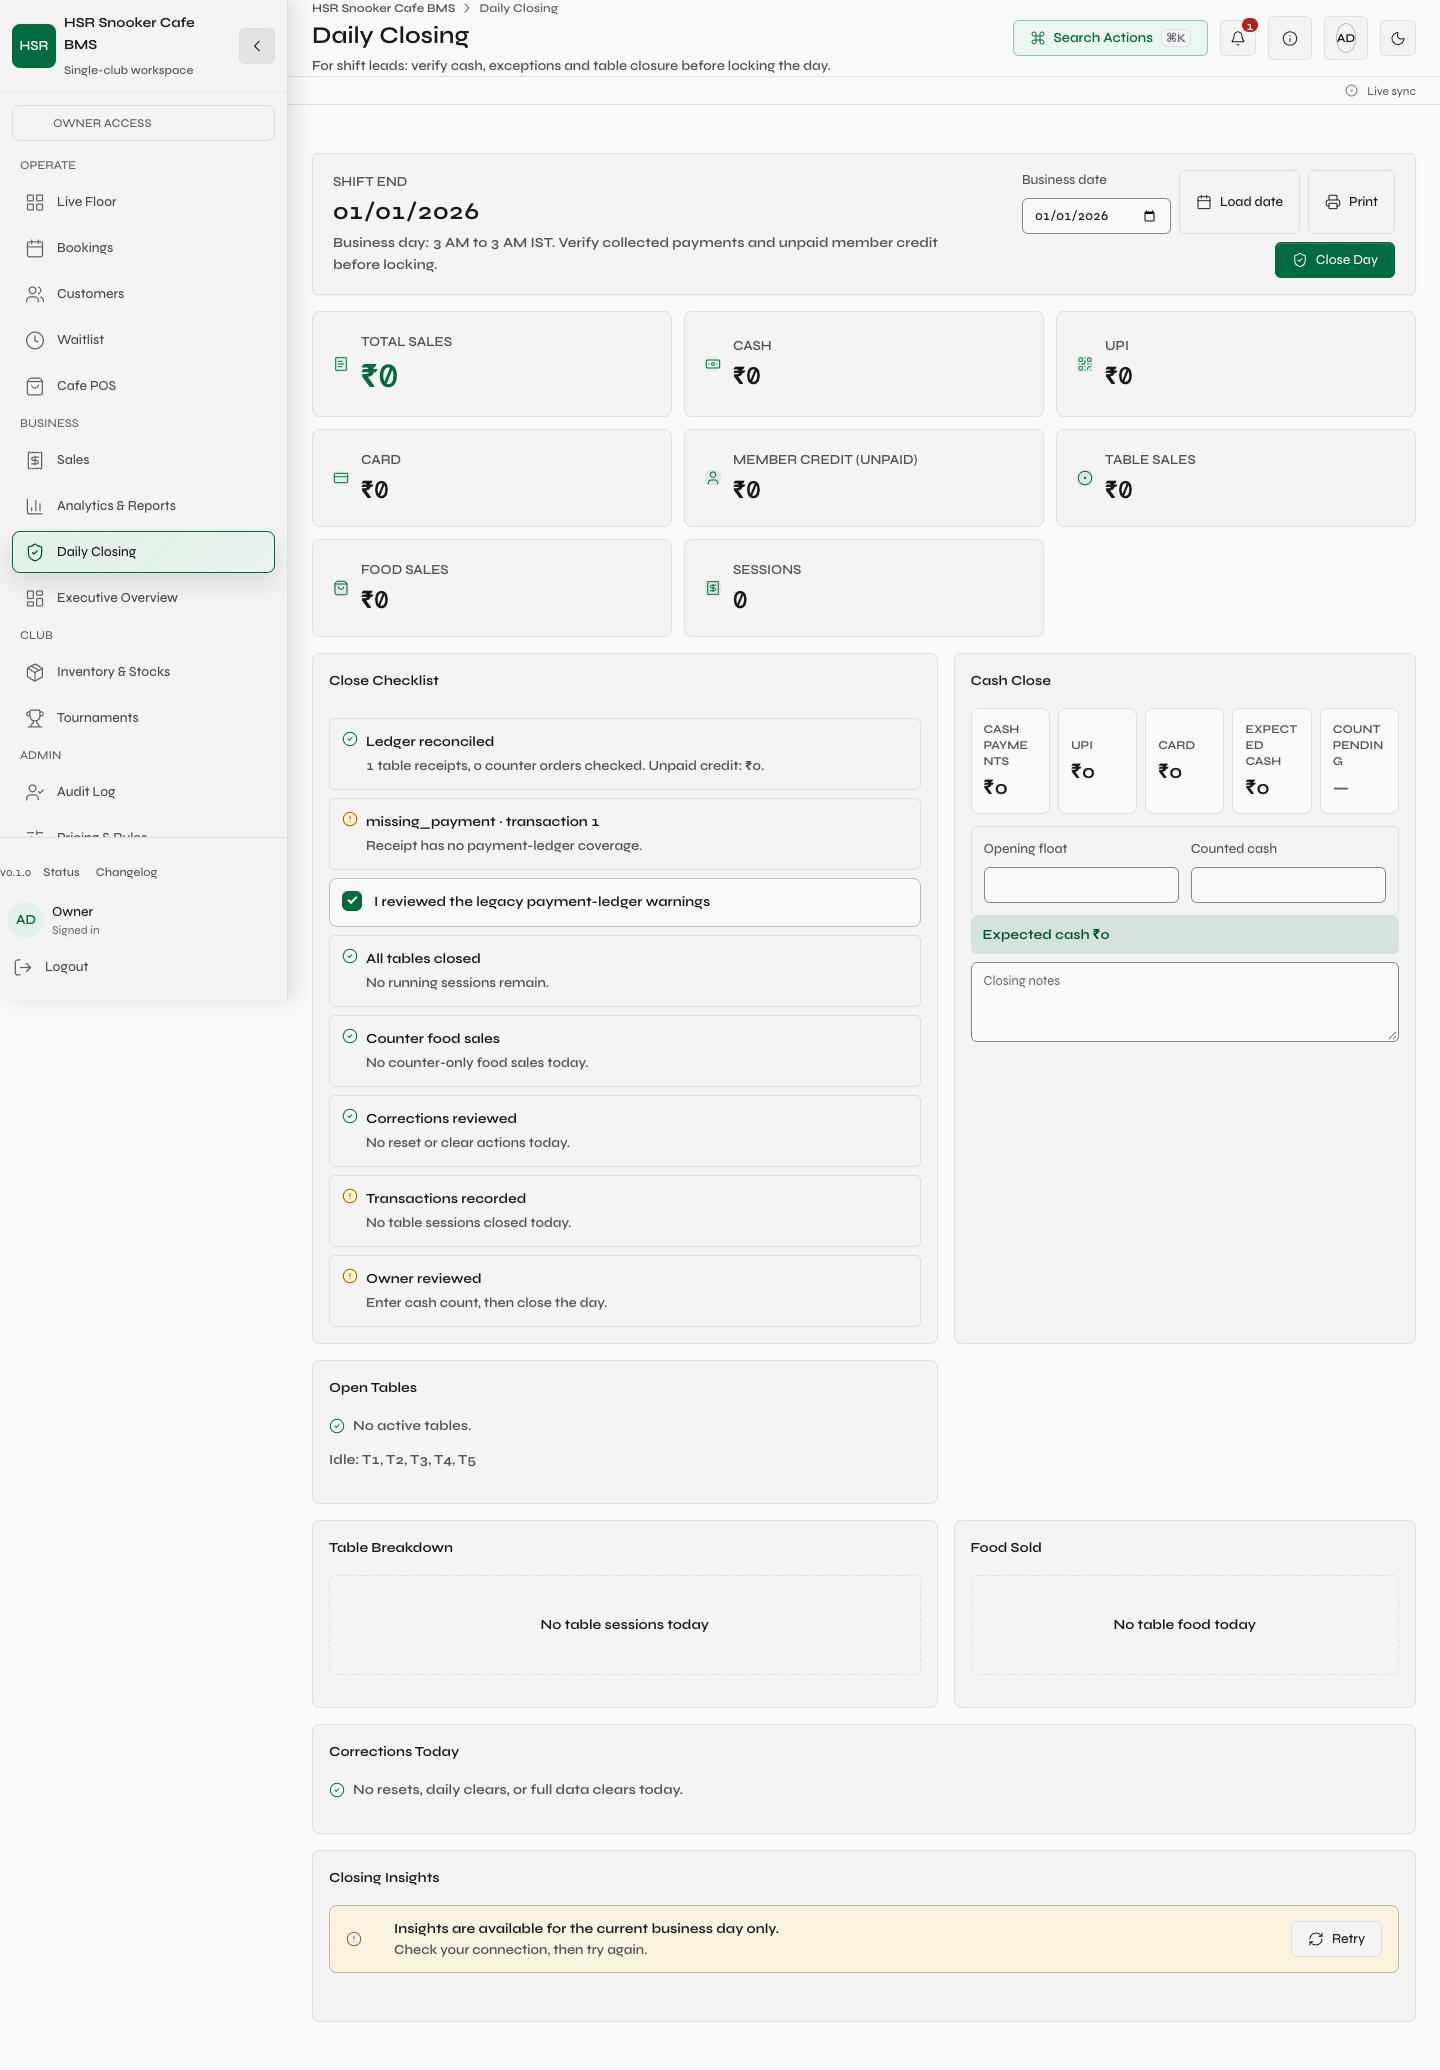 HSR
HSR Snooker Cafe
BMS
Single-club workspace
OWNER ACCESS
OPERATE
Live Floor
Bookings
Customers
Waitlist
Cafe POS
BUSINESS
Sales
Analytics & Reports
Daily Closing
Executive Overview
CLUB
Inventory & Stocks
Tournaments
ADMIN
Audit Log
Pricing & Rules
v0.1.0 Status Changelog
AD
Owner
Signed in
Logout
HSR Snooker Cafe BMS > Daily Closing
Daily Closing
For shift leads: verify cash, exceptions and table closure before locking the day.
Search Actions ⌘K
1
AD
Live sync
SHIFT END
01/01/2026
Business day: 3 AM to 3 AM IST. Verify collected payments and unpaid member credit
before locking.
Business date
01/01/2026
Load date
Print
Close Day
TOTAL SALES
₹0
CASH
₹0
UPI
₹0
CARD
₹0
MEMBER CREDIT (UNPAID)
₹0
TABLE SALES
₹0
FOOD SALES
₹0
SESSIONS
0
Close Checklist
Ledger reconciled
1 table receipts, 0 counter orders checked. Unpaid credit: ₹0.
missing_payment · transaction 1
Receipt has no payment-ledger coverage.
I reviewed the legacy payment-ledger warnings
All tables closed
No running sessions remain.
Counter food sales
No counter-only food sales today.
Corrections reviewed
No reset or clear actions today.
Transactions recorded
No table sessions closed today.
Owner reviewed
Enter cash count, then close the day.
Cash Close
CASH
PAYME
NTS
₹0
UPI
₹0
CARD
₹0
EXPECT
ED
CASH
₹0
COUNT
PENDIN
G
—
Opening float
Counted cash
Expected cash ₹0
Closing notes
Open Tables
No active tables.
Idle: T1, T2, T3, T4, T5
Table Breakdown
No table sessions today
Food Sold
No table food today
Corrections Today
No resets, daily clears, or full data clears today.
Closing Insights
Insights are available for the current business day only.
Check your connection, then try again.
Retry